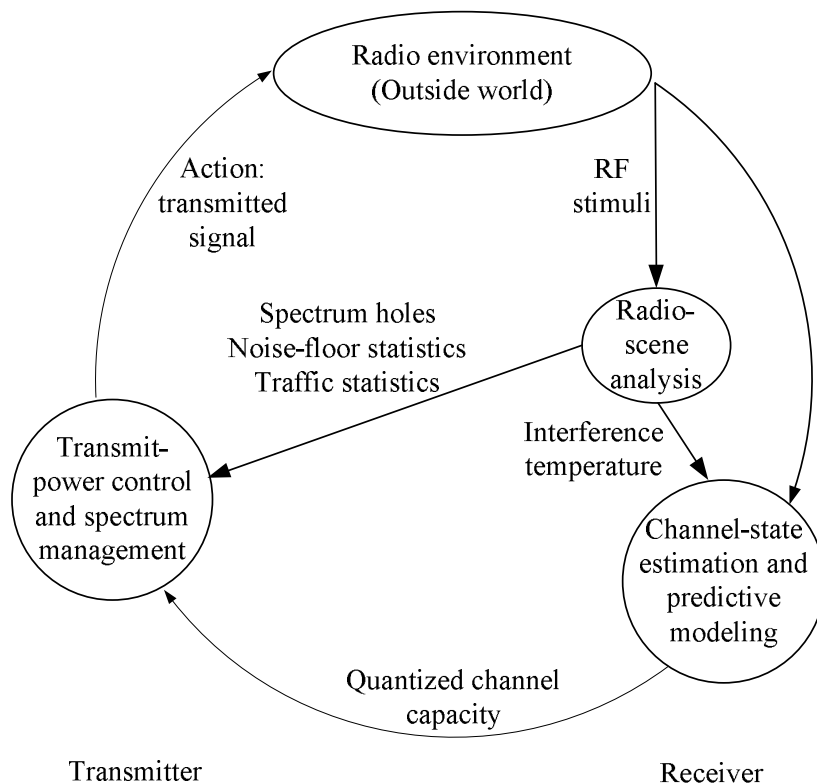 Radio environment
(Outside world)
Action:
transmitted
signal
RF
stimuli
Spectrum holes
Noise-floor statistics
Traffic statistics
Radio-
scene
analysis
Interference
temperature
Transmit-
power control
and spectrum
management
Channel-state
estimation and
predictive
modeling
Quantized channel
capacity
Transmitter
Receiver